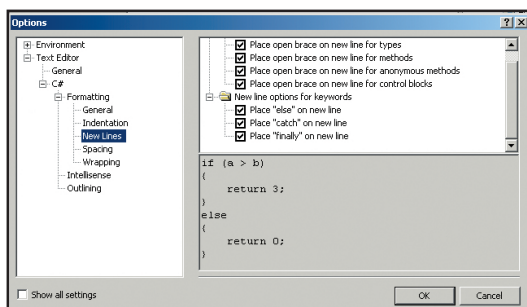 Options
Environment
Text Editor
General
C#
Formatting
General
Indentation
New Lines
Spacing
Wrapping
Intellisense
Outlining
Place open brace on new line for types
Place open brace on new line for methods
Place open brace on new line for anonymous methods
Place open brace on new line for control blocks
New line options for keywords
Place "else" on new line
Place "catch" on new line
Place "finally" on new line
if (a > b)
{
return 3;
}
else
{
return 0;
}
Show all settings
OK
Cancel